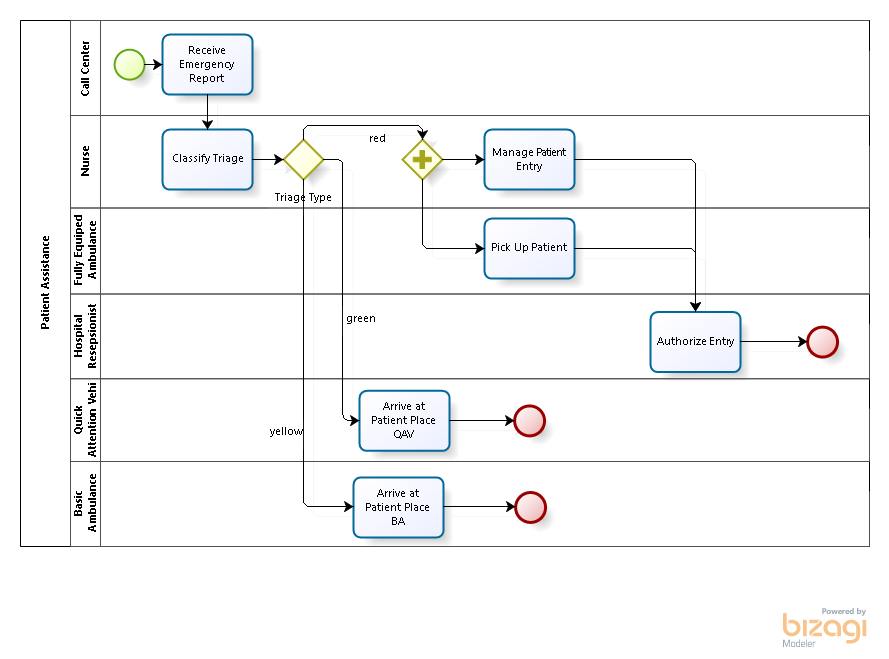 Patient Assistance
Call Center
Receive
Emergency
Report
Nurse
Classify Triage
Triage Type
red
Manage Patient
Entry
Fully Equiped
Ambulance
Pick Up Patient
Hospital
Resepsionist
green
Authorize Entry
Quick
Attention Vehi
Arrive at
Patient Place
QAV
yellow
Basic
Ambulance
Arrive at
Patient Place
BA
Powered by
bizagi
Modeler